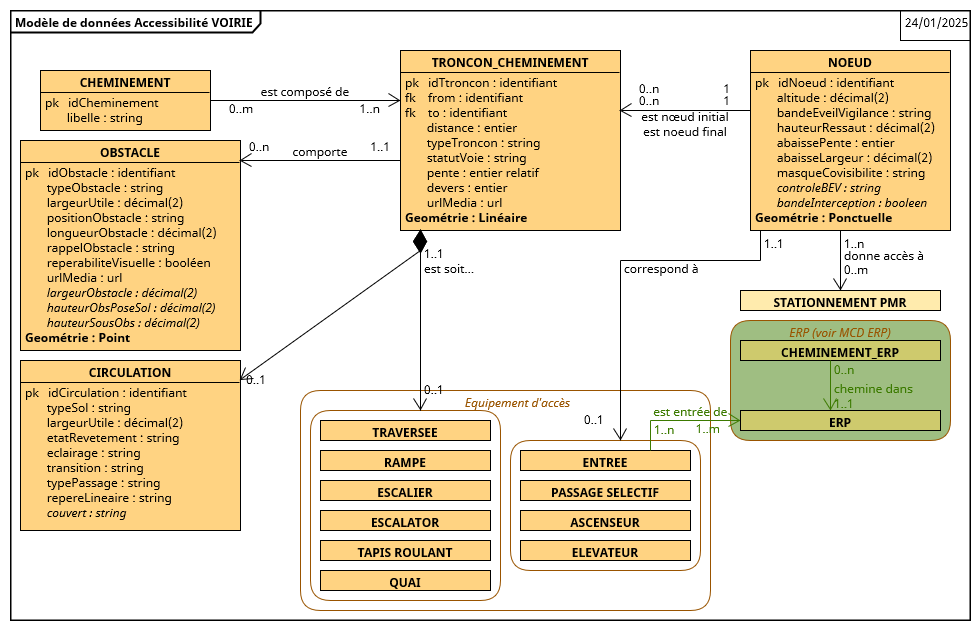 Modèle de données Accessibilité VOIRIE
24/01/2025
CHEMINEMENT
pk idCheminement
libelle : string
est composé de
0..m 1..n
TRONCON_CHEMINEMENT
pk idTtroncon : identifiant
fk from : identifiant
fk to : identifiant
distance : entier
typeTroncon : string
statutVoie : string
pente : entier relatif
devers : entier
urlMedia : url
Geométrie : Linéaire
0..n 1
0..n 1
est nœud initial
est noeud final
NOEUD
pk idNoeud : identifiant
altitude : décimal(2)
bandeEveilVigilance : string
hauteurRessaut : décimal(2)
abaissePente : entier
abaisseLargeur : décimal(2)
masqueCovisibilite : string
controleBEV : string
bandeInterception : booleen
Geométrie : Ponctuelle
OBSTACLE
pk idObstacle : identifiant
typeObstacle : string
largeurUtile : décimal(2)
positionObstacle : string
longueurObstacle : décimal(2)
rappelObstacle : string
reperabiliteVisuelle : booléen
urlMedia : url
largeurObstacle : décimal(2)
hauteurObsPoseSol : décimal(2)
hauteurSousObs : décimal(2)
Geométrie : Point
0..n 1..1
comporte
1..1
est soit...
0..1
0..1
CIRCULATION
pk idCirculation : identifiant
typeSol : string
largeurUtile : décimal(2)
etatRevetement : string
eclairage : string
transition : string
typePassage : string
repereLineaire : string
couvert : string
1..1
correspond à
0..1
1..n
donne accès à
0..m
STATIONNEMENT PMR
ERP (voir MCD ERP)
CHEMINEMENT_ERP
0..n
chemine dans
1..1
ERP
est entrée de
1..n 1..m
Equipement d'accès
TRAVERSEE
RAMPE
ESCALIER
ESCALATOR
TAPIS ROULANT
QUAI
ENTREE
PASSAGE SELECTIF
ASCENSEUR
ELEVATEUR